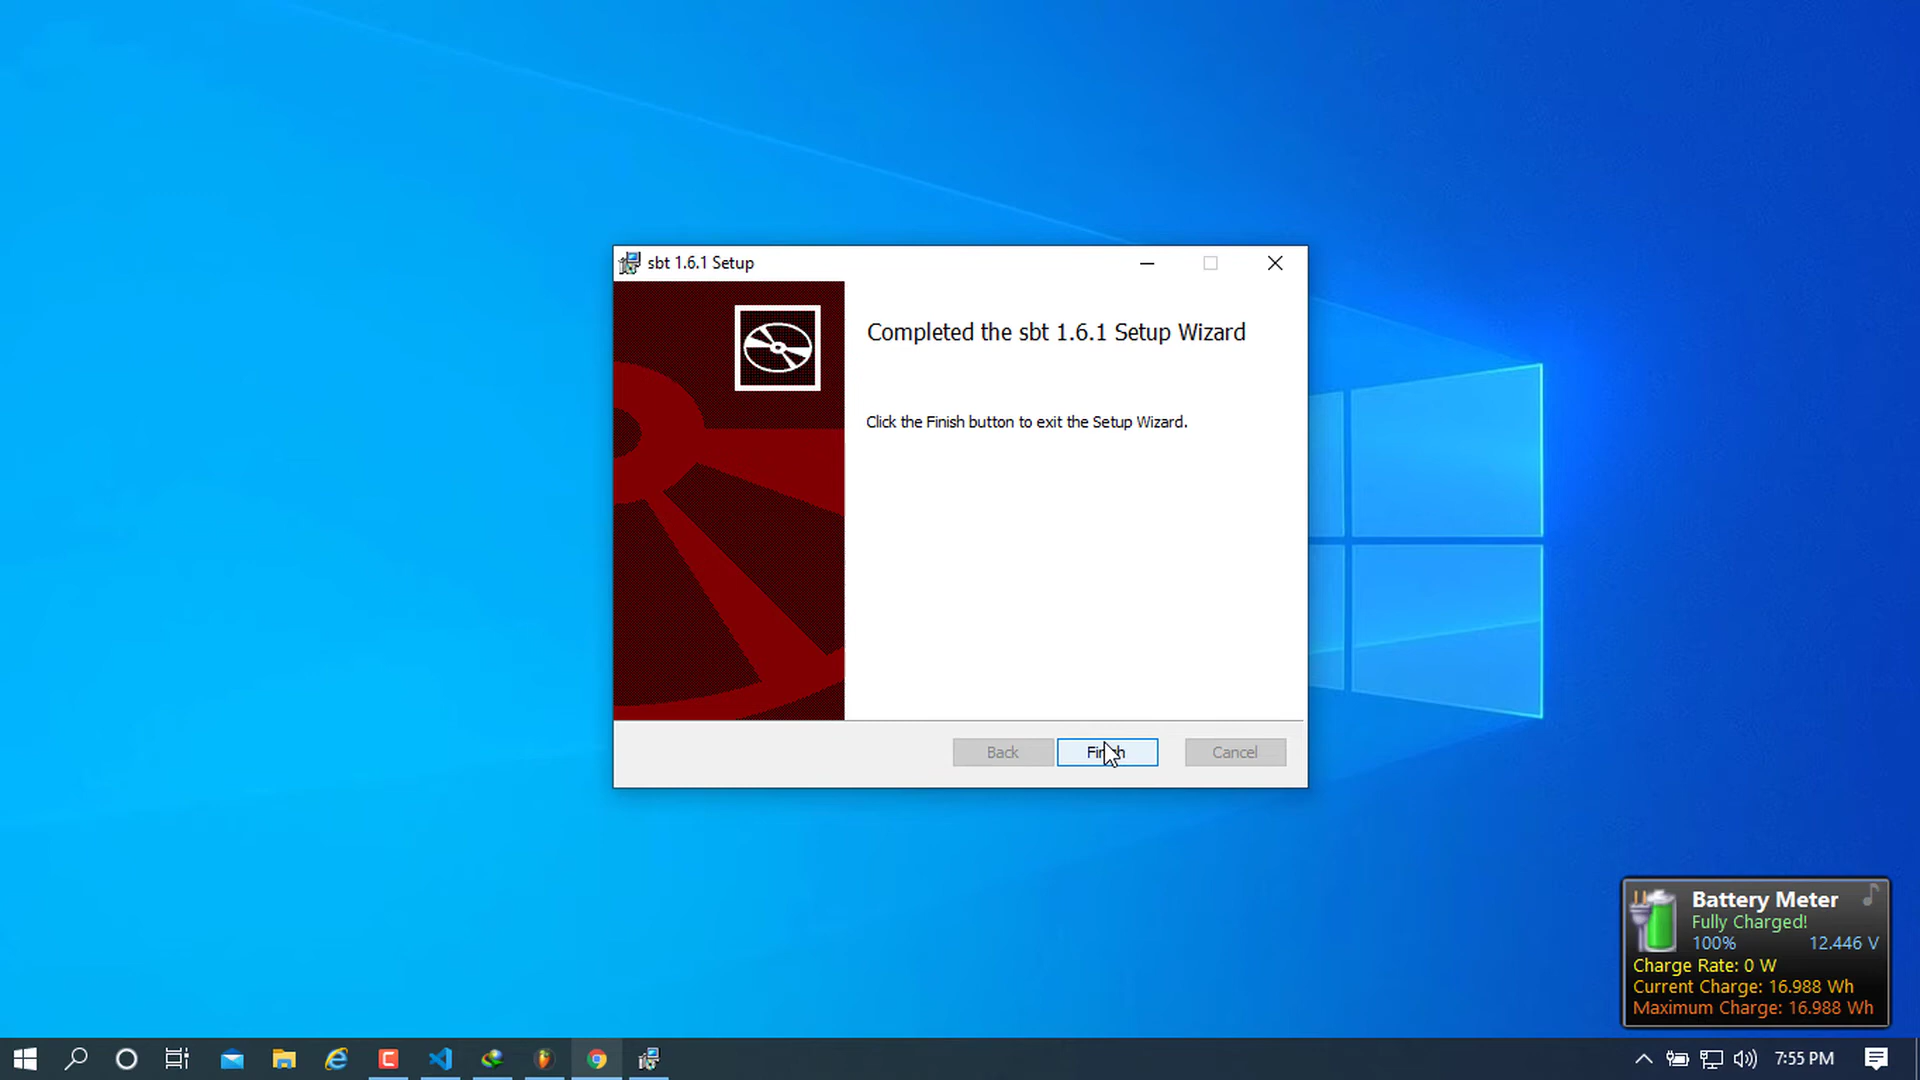 sbt 1.6.1 Setup
Completed the sbt 1.6.1 Setup Wizard
Click the Finish button to exit the Setup Wizard.
Back
Finish
Cancel
Battery Meter
Fully Charged!
100% 12.446 V
Charge Rate: 0 W
Current Charge: 16.988 Wh
Maximum Charge: 16.988 Wh
7:55 PM